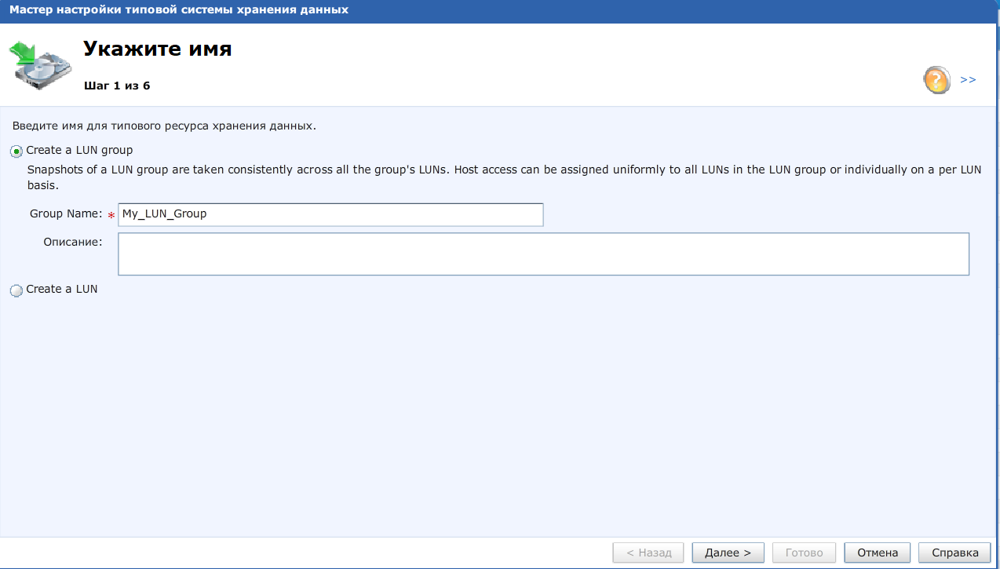 Мастер настройки типовой системы хранения данных
Укажите имя
Шаг 1 из 6
?
>>
Введите имя для типового ресурса хранения данных.
Create a LUN group
Snapshots of a LUN group are taken consistently across all the group's LUNs. Host access can be assigned uniformly to all LUNs in the LUN group or individually on a per LUN
basis.
Group Name: * My_LUN_Group
Описание:
Create a LUN
< Назад Далее > Готово Отмена Справка